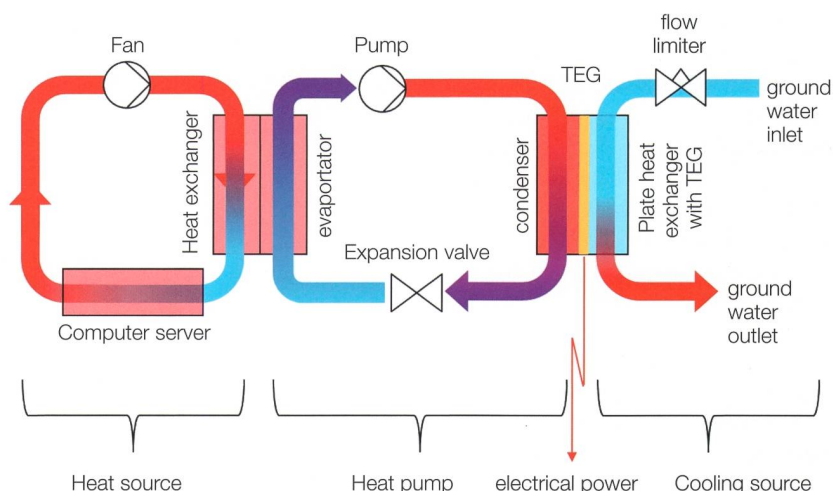 Fan
Pump
flow
limiter
TEG
ground
water
inlet
Heat exchanger
evaportator
condenser
Plate heat
exchanger
with TEG
Expansion valve
Computer server
ground
water
outlet
Heat source
Heat pump
electrical power
Cooling source